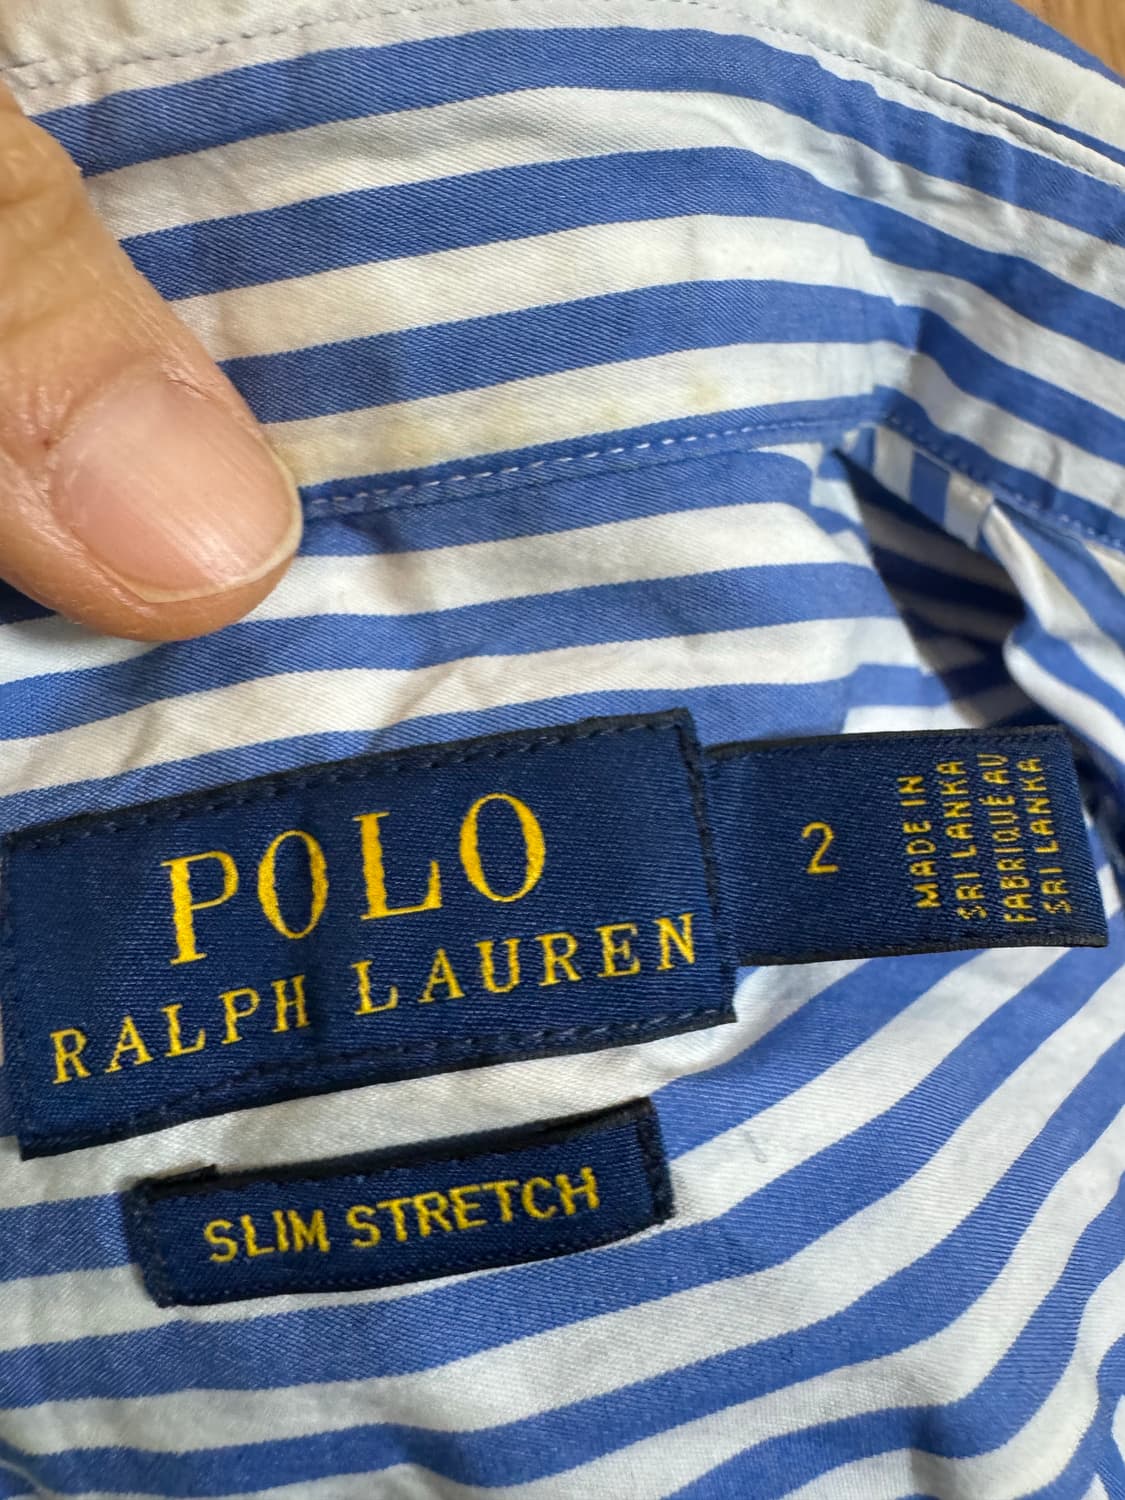 POLO
RALPH LAUREN
2
MADE IN
SRI LANKA
FABRIQUÉ AU
SRI LANKA
SLIM STRETCH